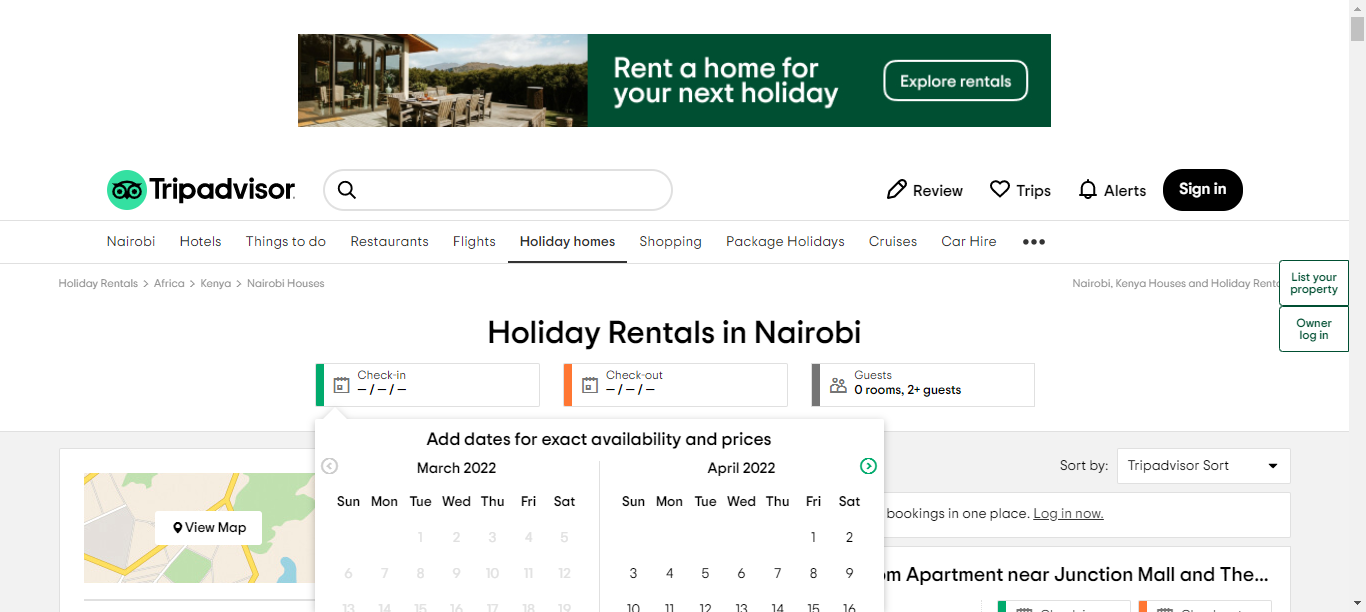 Rent a home for
your next holiday
Explore rentals
Tripadvisor
Review
Trips
Alerts
Sign in
Nairobi
Hotels
Things to do
Restaurants
Flights
Holiday homes
Shopping
Package Holidays
Cruises
Car Hire
Holiday Rentals > Africa > Kenya > Nairobi Houses
Nairobi, Kenya Houses and Holiday
List your
property
Owner
log in
Holiday Rentals in Nairobi
Check-in
– / – / –
Check-out
– / – / –
Guests
0 rooms, 2+ guests
Add dates for exact availability and prices
March 2022
Sun Mon Tue Wed Thu Fri Sat
1 2 3 4 5
6 7 8 9 10 11 12
13 14 15 16 17 18 19
April 2022
Sun Mon Tue Wed Thu Fri Sat
1 2
3 4 5 6 7 8 9
10 11 12 13 14 15 16
View Map
Sort by:
Tripadvisor Sort
bookings in one place. Log in now.
Apartment near Junction Mall and The...